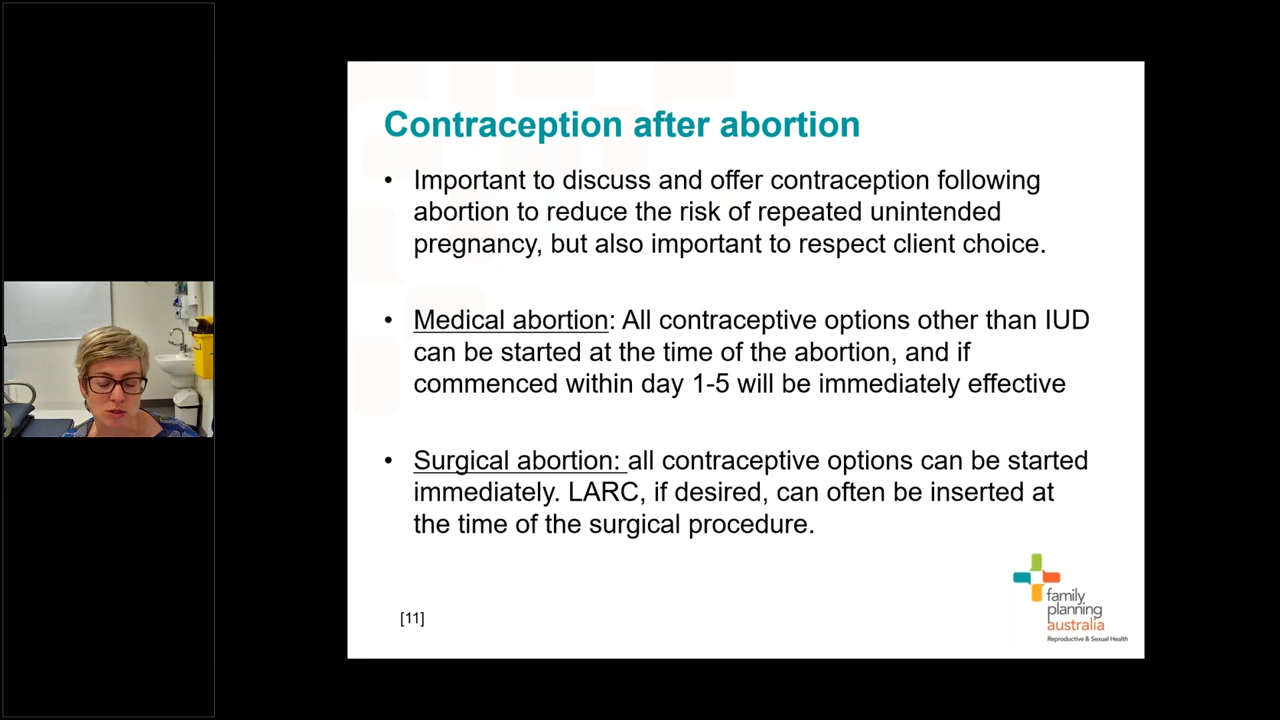 Contraception after abortion
• Important to discuss and offer contraception following
abortion to reduce the risk of repeated unintended
pregnancy, but also important to respect client choice.
• Medical abortion: All contraceptive options other than IUD
can be started at the time of the abortion, and if
commenced within day 1-5 will be immediately effective
• Surgical abortion: all contraceptive options can be started
immediately. LARC, if desired, can often be inserted at
the time of the surgical procedure.
[11]
family
planning
australia
Reproductive & Sexual Health